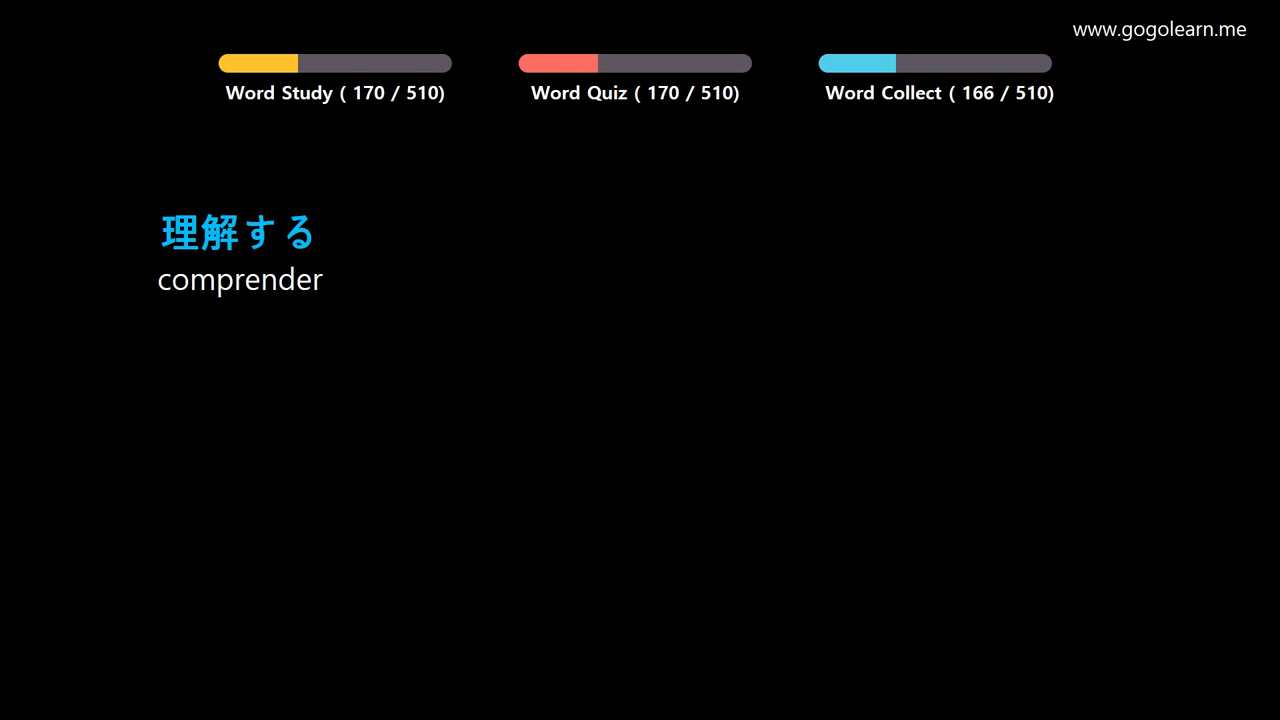 www.gogolearn.me
Word Study ( 170 / 510)
Word Quiz ( 170 / 510)
Word Collect ( 166 / 510)
理解する
comprender